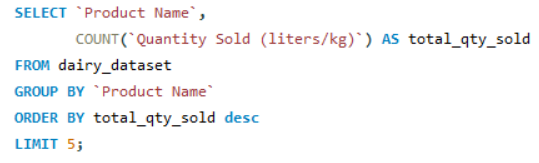 SELECT `Product Name`,
COUNT(`Quantity Sold (liters/kg)`) AS total_qty_sold
FROM dairy_dataset
GROUP BY `Product Name`
ORDER BY total_qty_sold desc
LIMIT 5;